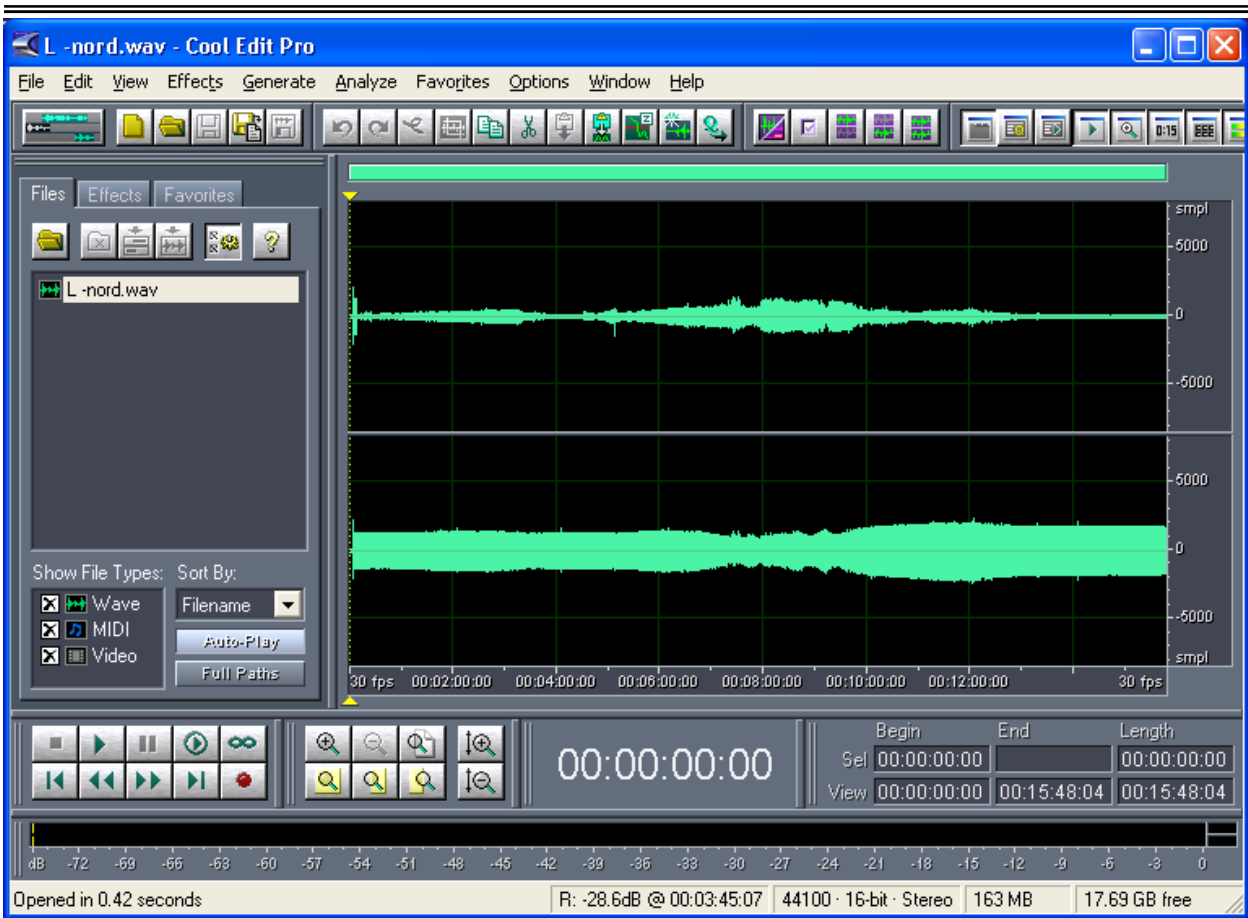 L -nord.wav - Cool Edit Pro
File Edit View Effects Generate Analyze Favorites Options Window Help
0:15
Files Effects Favorites
L -nord.wav
Show File Types: Sort By:
Wave Filename
MIDI Auto-Play
Video Full Paths
smpl
5000
0
-5000
5000
0
-5000
smpl
30 fps 00:02:00:00 00:04:00:00 00:06:00:00 00:08:00:00 00:10:00:00 00:12:00:00 30 fps
00:00:00:00
Begin End Length
Sel 00:00:00:00 00:00:00:00
View 00:00:00:00 00:15:48:04 00:15:48:04
dB -72 -69 -66 -63 -60 -57 -54 -51 -48 -45 -42 -39 -36 -33 -30 -27 -24 -21 -18 -15 -12 -9 -6 -3 0
Opened in 0.42 seconds R: -28.6dB @ 00:03:45:07 44100 · 16-bit · Stereo 163 MB 17.69 GB free